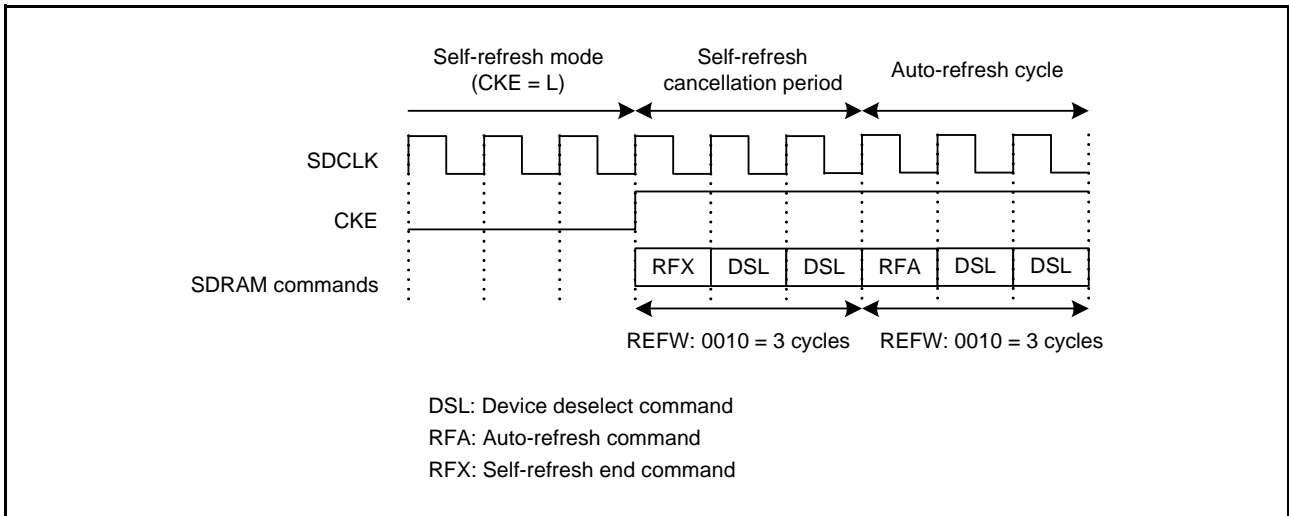 Self-refresh mode
(CKE = L)
Self-refresh
cancellation period
Auto-refresh cycle
SDCLK
CKE
SDRAM commands
RFX DSL DSL RFA DSL DSL
REFW: 0010 = 3 cycles
REFW: 0010 = 3 cycles
DSL: Device deselect command
RFA: Auto-refresh command
RFX: Self-refresh end command